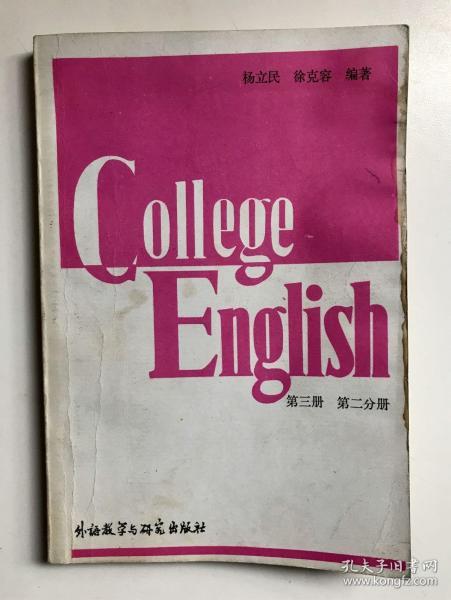 杨立民 徐克容 编著
College
English
第三册 第二分册
外语教学与研究出版社
孔夫子旧书网
www.kongfz.com